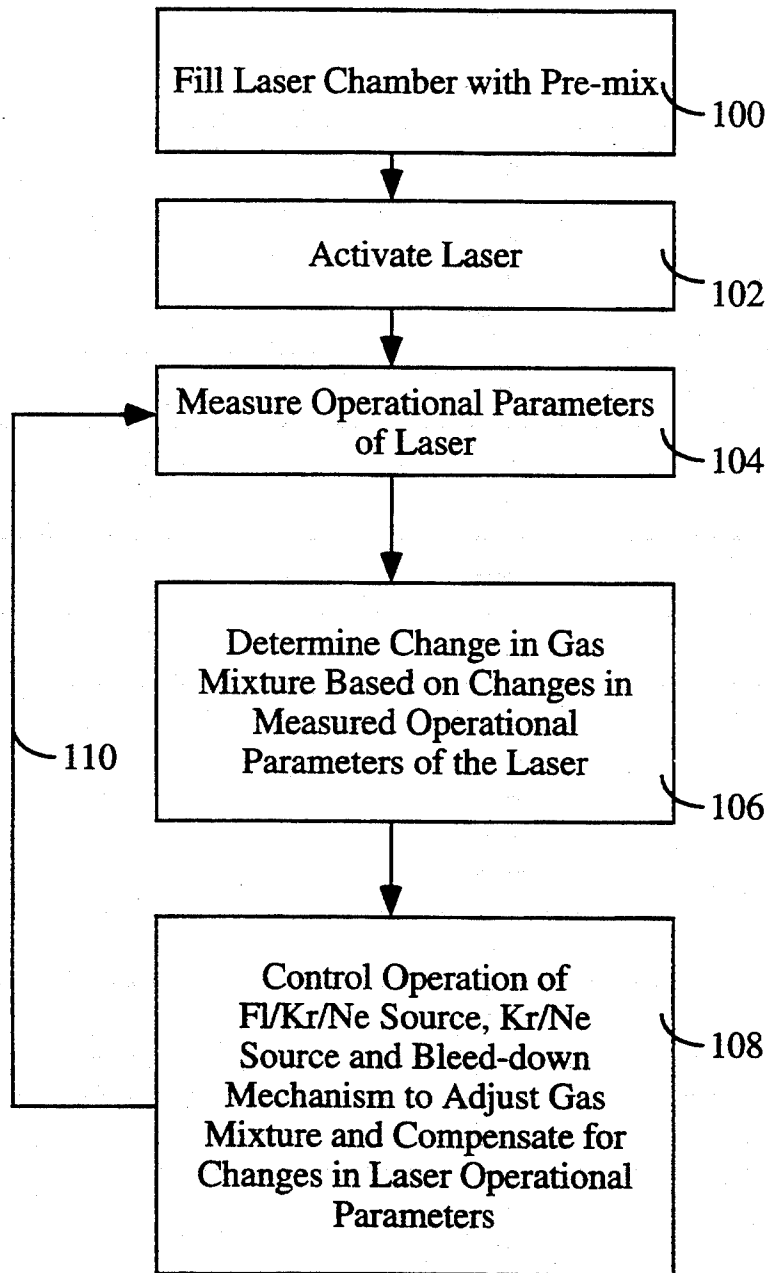 Fill Laser Chamber with Pre-mix
100
Activate Laser
102
Measure Operational Parameters
of Laser
104
Determine Change in Gas
Mixture Based on Changes in
Measured Operational
Parameters of the Laser
110
106
Control Operation of
Fl/Kr/Ne Source, Kr/Ne
Source and Bleed-down
Mechanism to Adjust Gas
Mixture and Compensate for
Changes in Laser Operational
Parameters
108